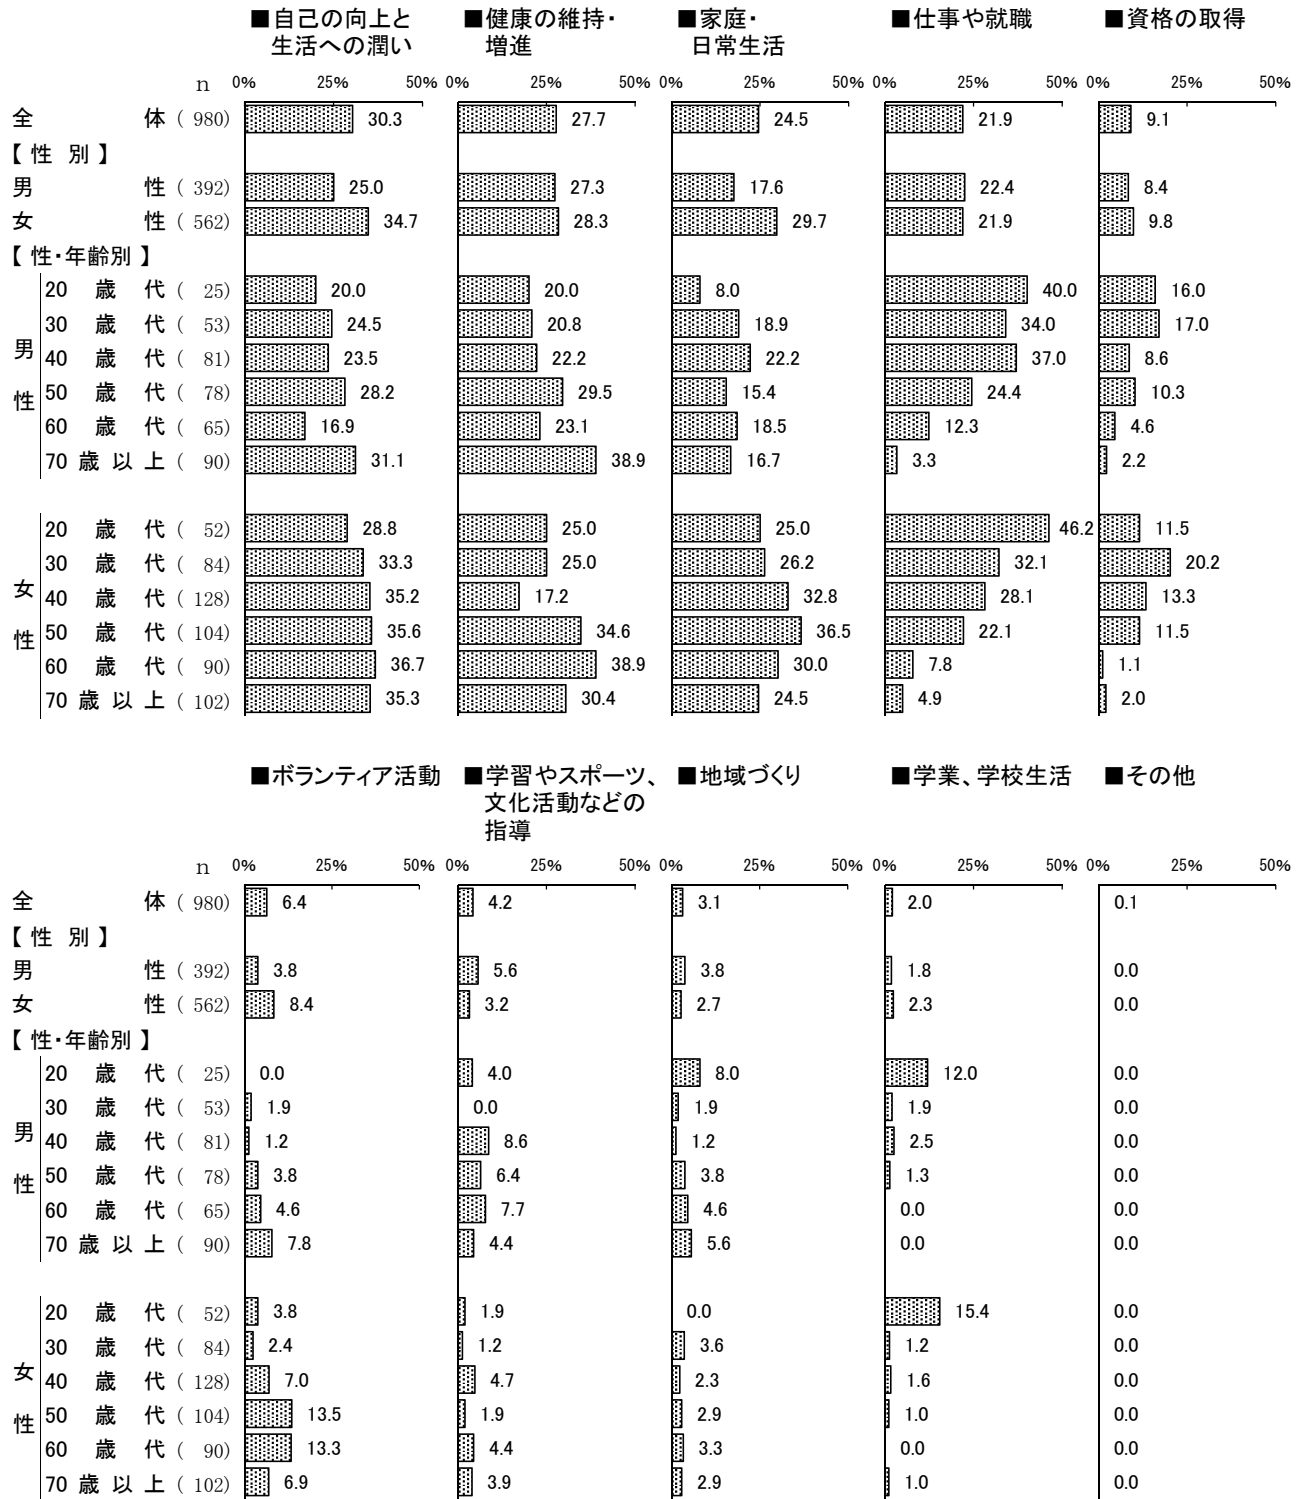 ■自己の向上と ■健康の維持・ ■家庭・ ■仕事や就職 ■資格の取得
生活への潤い 増進 日常生活
n 0% 25% 50% 0% 25% 50% 0% 25% 50% 0% 25% 50% 0% 25% 50%
全体 ( 980) 30.3 27.7 24.5 21.9 9.1
【 性 別 】
男性 ( 392) 25.0 27.3 17.6 22.4 8.4
女性 ( 562) 34.7 28.3 29.7 21.9 9.8
【 性・年齢別 】
男性
20 歳代 ( 25) 20.0 20.0 8.0 40.0 16.0
30 歳代 ( 53) 24.5 20.8 18.9 34.0 17.0
40 歳代 ( 81) 23.5 22.2 22.2 37.0 8.6
50 歳代 ( 78) 28.2 29.5 15.4 24.4 10.3
60 歳代 ( 65) 16.9 23.1 18.5 12.3 4.6
70 歳以上 ( 90) 31.1 38.9 16.7 3.3 2.2
女性
20 歳代 ( 52) 28.8 25.0 25.0 46.2 11.5
30 歳代 ( 84) 33.3 25.0 26.2 32.1 20.2
40 歳代 ( 128) 35.2 17.2 32.8 28.1 13.3
50 歳代 ( 104) 35.6 34.6 36.5 22.1 11.5
60 歳代 ( 90) 36.7 38.9 30.0 7.8 1.1
70 歳以上 ( 102) 35.3 30.4 24.5 4.9 2.0
■ボランティア活動 ■学習やスポーツ、 ■地域づくり ■学業、学校生活 ■その他
文化活動などの
指導
n 0% 25% 50% 0% 25% 50% 0% 25% 50% 0% 25% 50% 0% 25% 50%
全体 ( 980) 6.4 4.2 3.1 2.0 0.1
【 性 別 】
男性 ( 392) 3.8 5.6 3.8 1.8 0.0
女性 ( 562) 8.4 3.2 2.7 2.3 0.0
【 性・年齢別 】
男性
20 歳代 ( 25) 0.0 4.0 8.0 12.0 0.0
30 歳代 ( 53) 1.9 0.0 1.9 1.9 0.0
40 歳代 ( 81) 1.2 8.6 1.2 2.5 0.0
50 歳代 ( 78) 3.8 6.4 3.8 1.3 0.0
60 歳代 ( 65) 4.6 7.7 4.6 0.0 0.0
70 歳以上 ( 90) 7.8 4.4 5.6 0.0 0.0
女性
20 歳代 ( 52) 3.8 1.9 0.0 15.4 0.0
30 歳代 ( 84) 2.4 1.2 3.6 1.2 0.0
40 歳代 ( 128) 7.0 4.7 2.3 1.6 0.0
50 歳代 ( 104) 13.5 1.9 2.9 1.0 0.0
60 歳代 ( 90) 13.3 4.4 3.3 0.0 0.0
70 歳以上 ( 102) 6.9 3.9 2.9 1.0 0.0